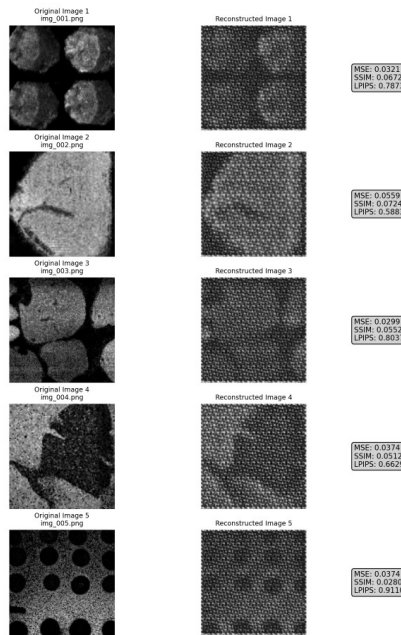 Original Image 1
img_001.png
Reconstructed Image 1
MSE: 0.0321
SSIM: 0.0672
LPIPS: 0.787
Original Image 2
img_002.png
Reconstructed Image 2
MSE: 0.0559
SSIM: 0.0724
LPIPS: 0.588
Original Image 3
img_003.png
Reconstructed Image 3
MSE: 0.0299
SSIM: 0.0552
LPIPS: 0.803
Original Image 4
img_004.png
Reconstructed Image 4
MSE: 0.0374
SSIM: 0.0512
LPIPS: 0.662
Original Image 5
img_005.png
Reconstructed Image 5
MSE: 0.0374
SSIM: 0.0280
LPIPS: 0.911